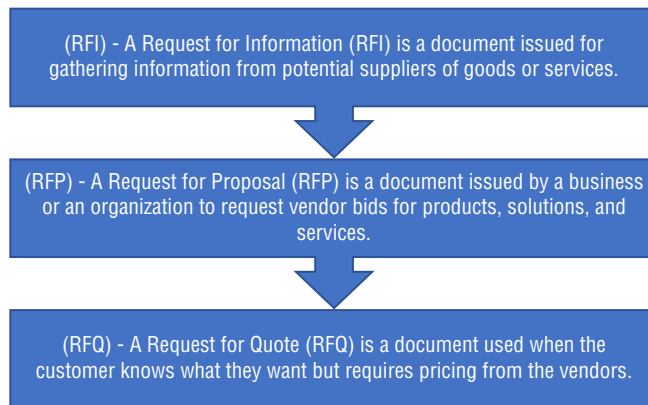 (RFI) - A Request for Information (RFI) is a document issued for
gathering information from potential suppliers of goods or services.
(RFP) - A Request for Proposal (RFP) is a document issued by a business
or an organization to request vendor bids for products, solutions, and
services.
(RFQ) - A Request for Quote (RFQ) is a document used when the
customer knows what they want but requires pricing from the vendors.